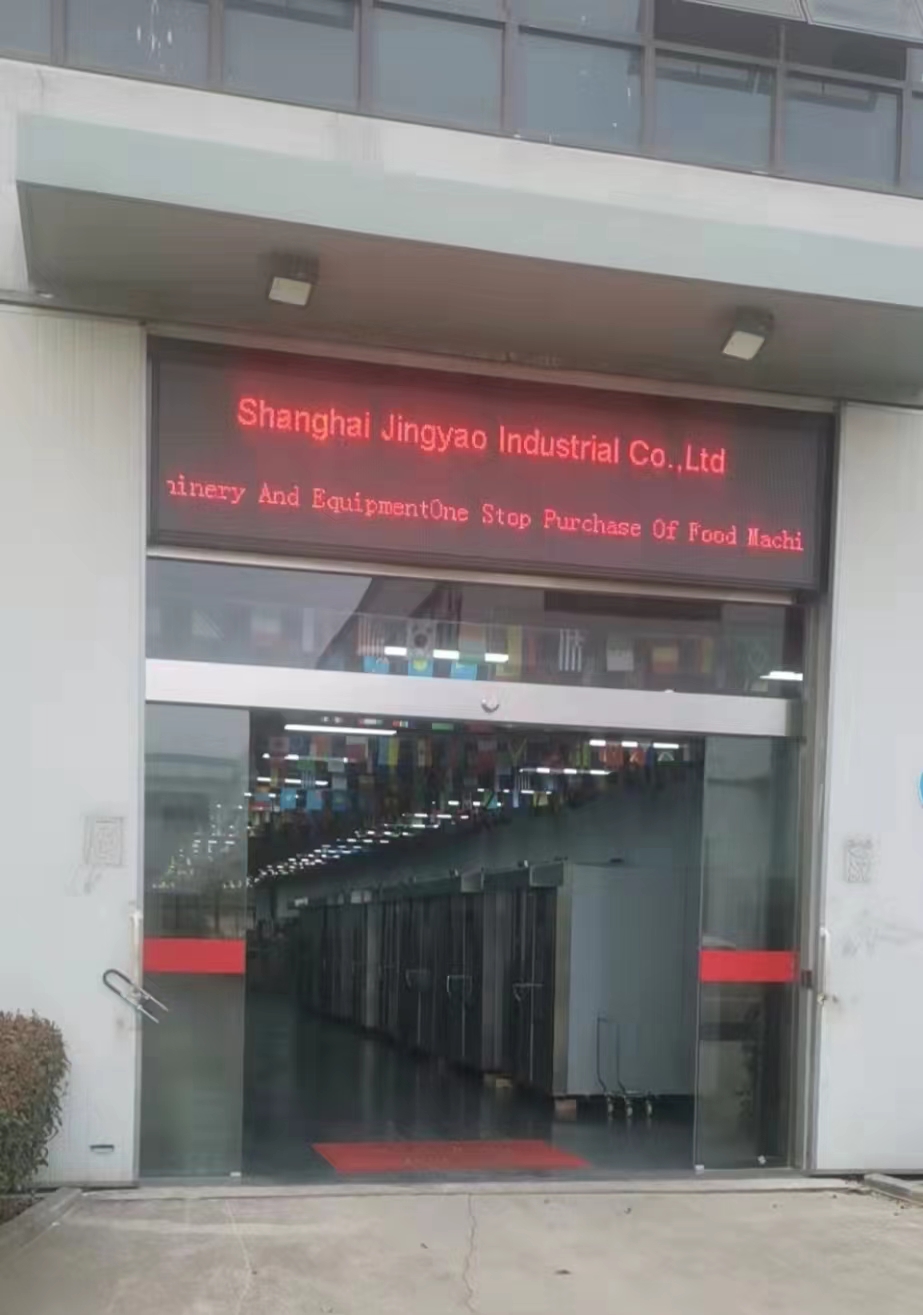 Shanghai Jingyao Industrial Co.,Ltd
inery And EquipmentOne Stop Purchase Of Food Machi